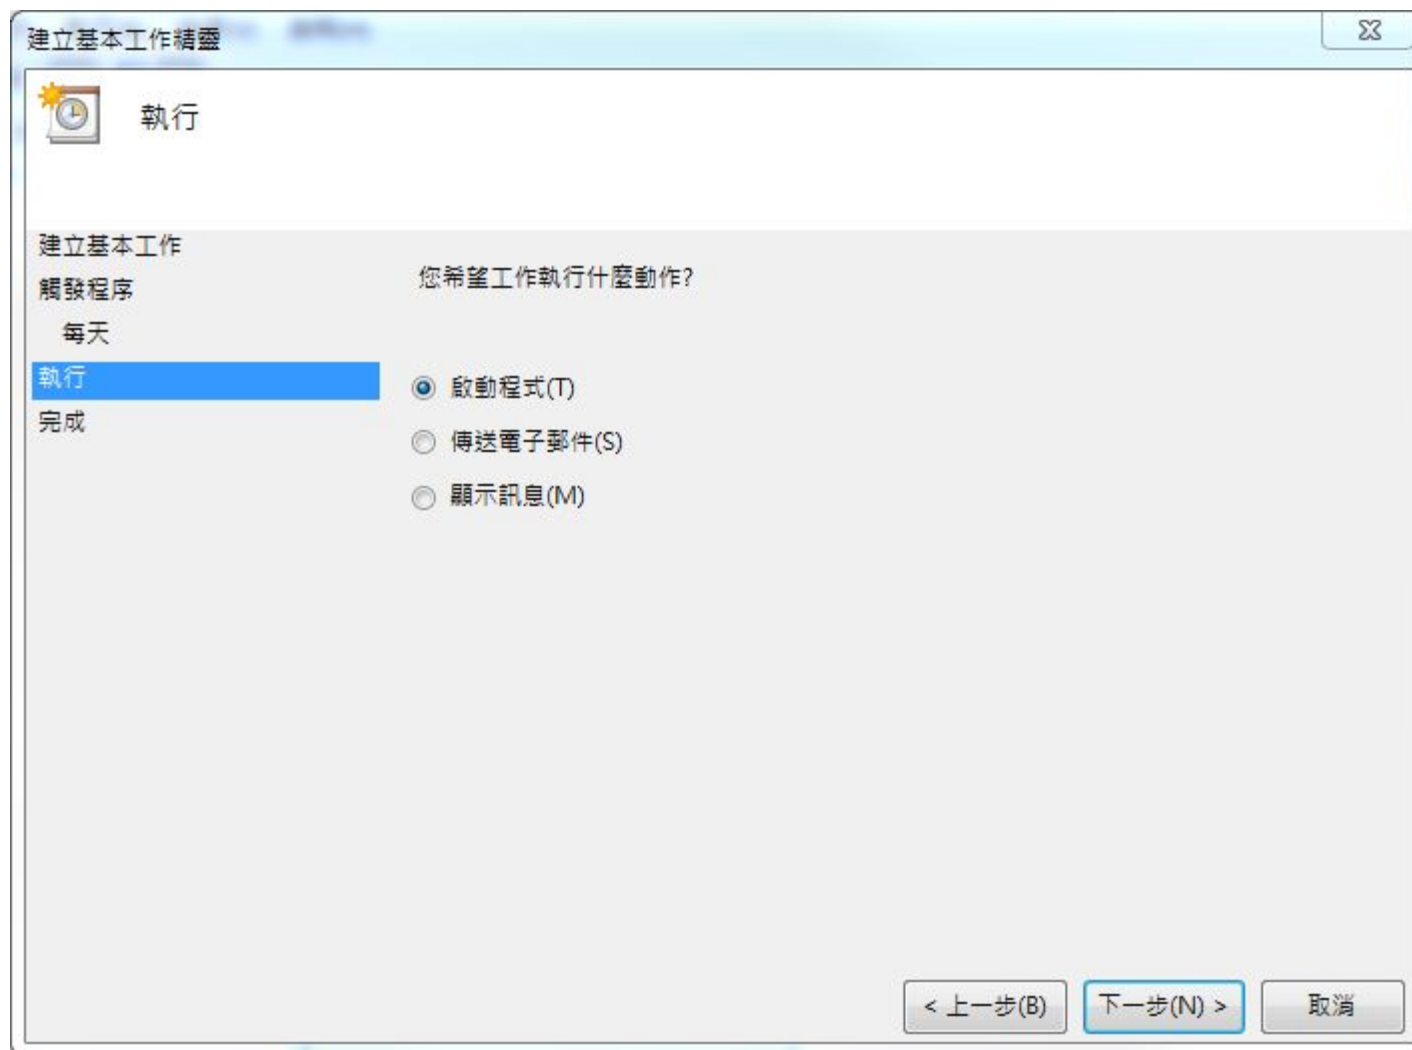 建立基本工作精靈
執行
建立基本工作
觸發程序
每天
執行
完成
您希望工作執行什麼動作?
啟動程式(T)
傳送電子郵件(S)
顯示訊息(M)
< 上一步(B)
下一步(N) >
取消